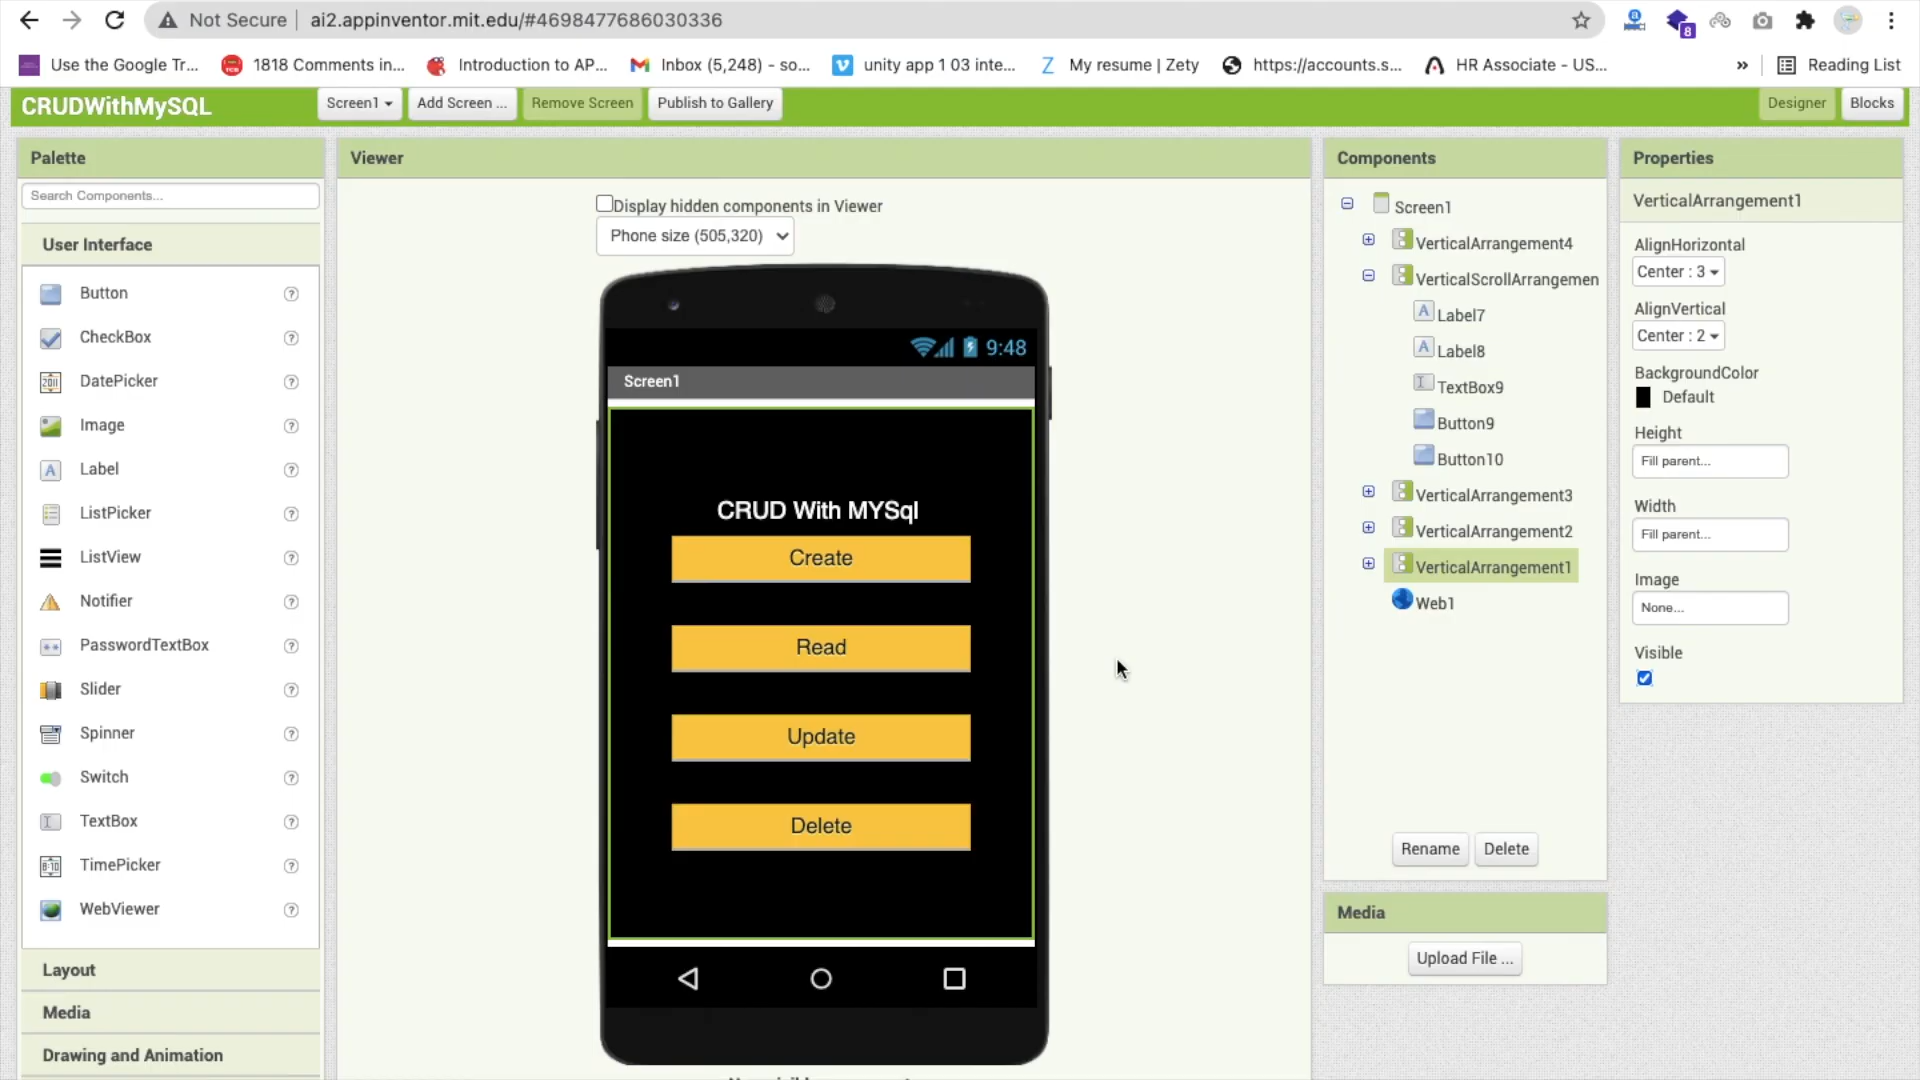 Not Secure | ai2.appinventor.mit.edu/#4698477686030336
8
Use the Google Tr...
1818 Comments in...
Introduction to AP...
Inbox (5,248) - so...
unity app 1 03 inte...
My resume | Zety
https://accounts.s...
HR Associate - US...
»
Reading List
CRUDWithMySQL
Screen1
Add Screen ...
Remove Screen
Publish to Gallery
Designer
Blocks
Palette
Search Components...
User Interface
Button
CheckBox
DatePicker
Image
Label
ListPicker
ListView
Notifier
PasswordTextBox
Slider
Spinner
Switch
TextBox
TimePicker
WebViewer
Layout
Media
Drawing and Animation
Viewer
Display hidden components in Viewer
Phone size (505,320)
9:48
Screen1
CRUD With MYSql
Create
Read
Update
Delete
Components
Screen1
VerticalArrangement4
VerticalScrollArrangemen
Label7
Label8
TextBox9
Button9
Button10
VerticalArrangement3
VerticalArrangement2
VerticalArrangement1
Web1
Rename
Delete
Media
Upload File ...
Properties
VerticalArrangement1
AlignHorizontal
Center : 3
AlignVertical
Center : 2
BackgroundColor
Default
Height
Fill parent...
Width
Fill parent...
Image
None...
Visible